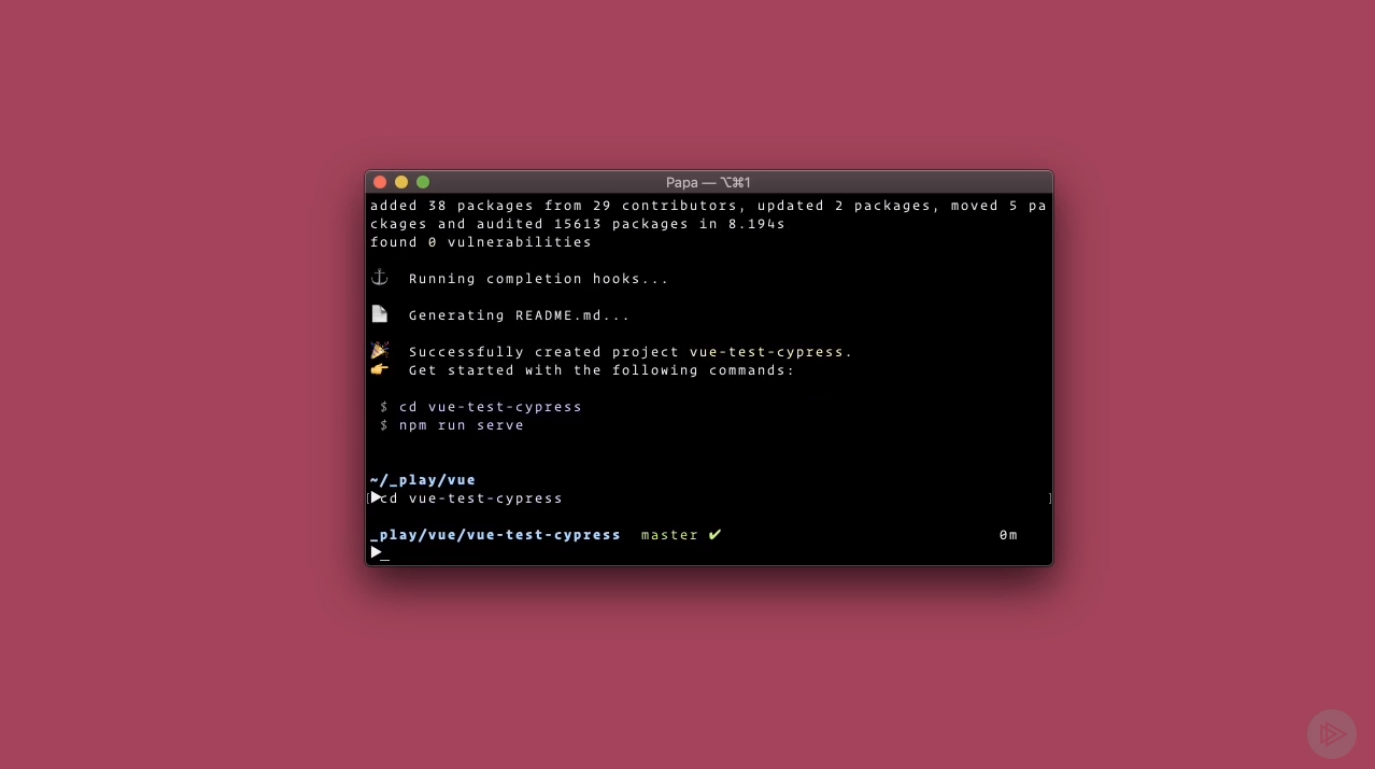 Papa — ⌥⌘1
added 38 packages from 29 contributors, updated 2 packages, moved 5 pa
ckages and audited 15613 packages in 8.194s
found 0 vulnerabilities
⚓ Running completion hooks...
📄 Generating README.md...
🎉 Successfully created project vue-test-cypress.
👉 Get started with the following commands:
$ cd vue-test-cypress
$ npm run serve
~/_play/vue
[▶cd vue-test-cypress ]
_play/vue/vue-test-cypress master ✔ 0m
▶_